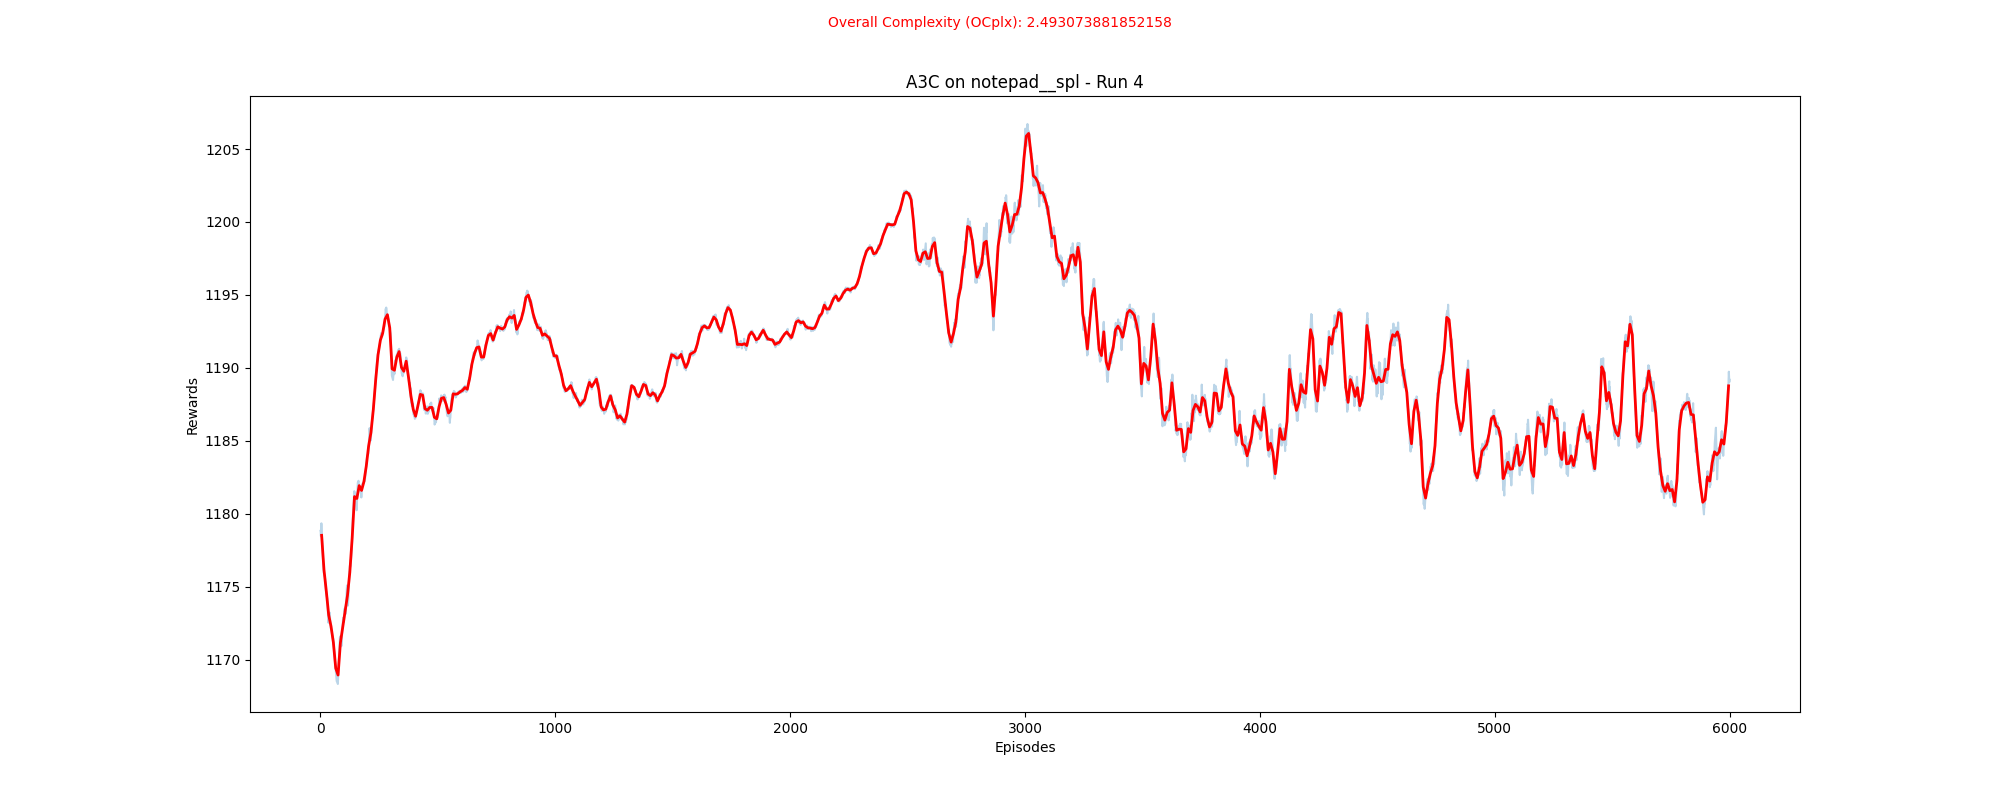 Overall Complexity (OCplx): 2.493073881852158
A3C on notepad__spl - Run 4
Rewards
1205
1200
1195
1190
1185
1180
1175
1170
0 1000 2000 3000 4000 5000 6000
Episodes